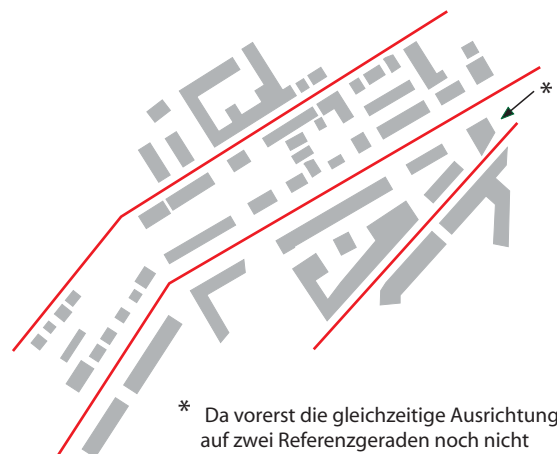 *
* Da vorerst die gleichzeitige Ausrichtung
auf zwei Referenzgeraden noch nicht